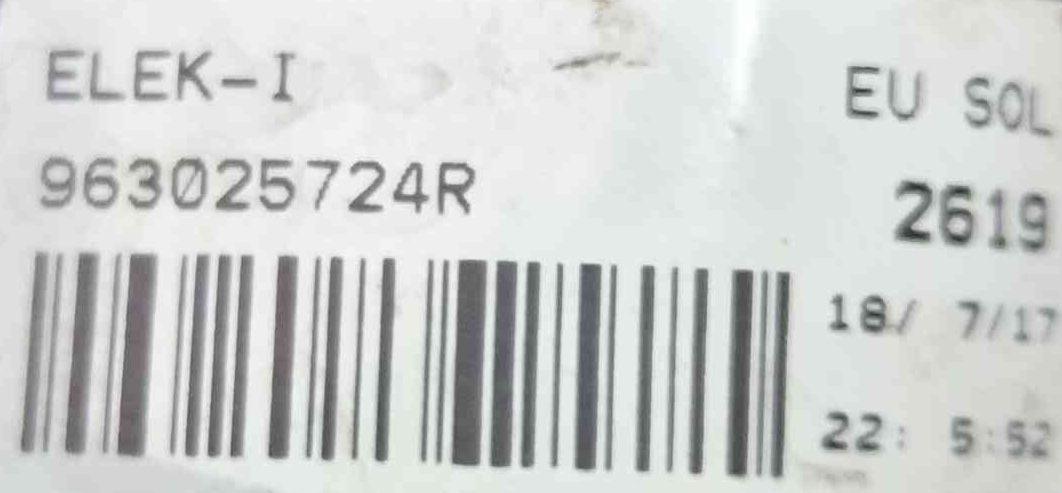 ELEK-I
963025724R
EU SOL
2619
18/ 7/17
22: 5:52